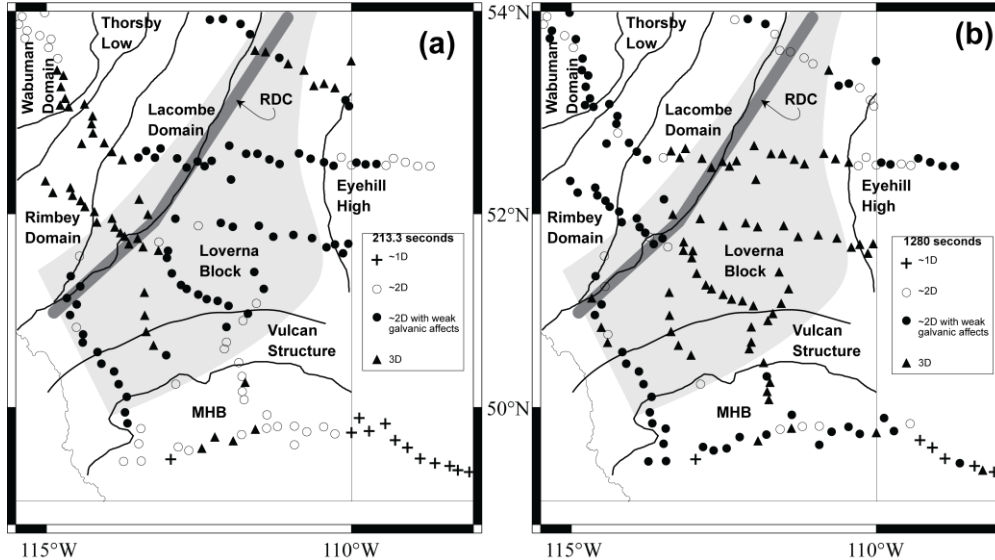 Thorsby
Low
(a)
Wabuman
Domain
RDC
Lacombe
Domain
Eyehill
High
Rimbey
Domain
Loverna
Block
213.3 seconds
~1D
~2D
~2D with weak
galvanic affects
3D
Vulcan
Structure
MHB
115°W
110°W
54°N
52°N
50°N
Thorsby
Low
(b)
Wabuman
Domain
RDC
Lacombe
Domain
Eyehill
High
Rimbey
Domain
Loverna
Block
1280 seconds
~1D
~2D
~2D with weak
galvanic affects
3D
Vulcan
Structure
MHB
115°W
110°W